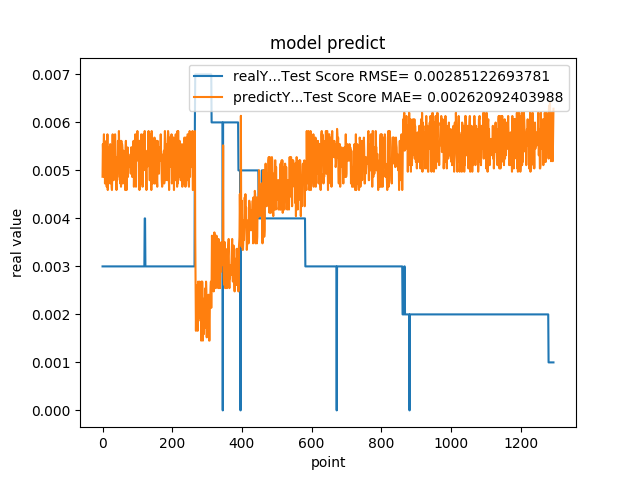 model predict
realY...Test Score RMSE= 0.00285122693781
predictY...Test Score MAE= 0.00262092403988
0.007
0.006
0.005
0.004
0.003
0.002
0.001
0.000
real value
0 200 400 600 800 1000 1200
point